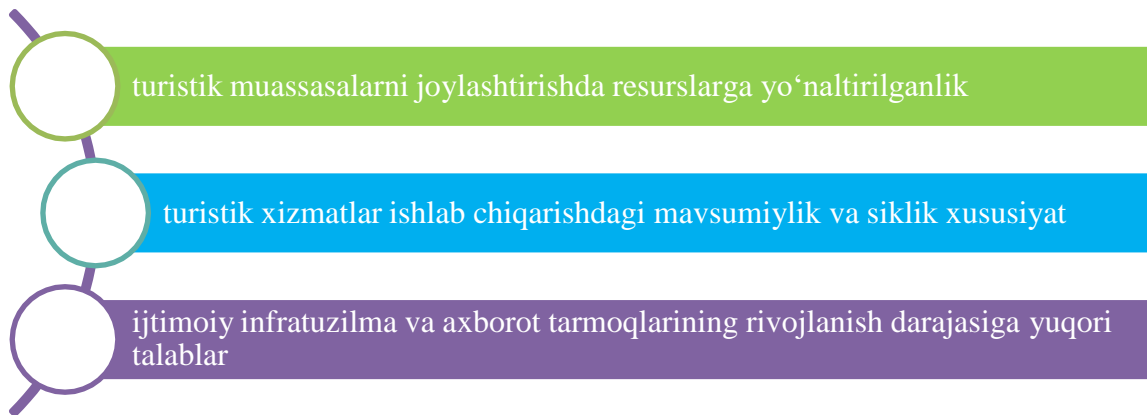 turistik muassasalarni joylashtirishda resurslarga yo‘naltirilganlik
turistik xizmatlar ishlab chiqarishdagi mavsumiylik va siklik xususiyat
ijtimoiy infratuzilma va axborot tarmoqlarining rivojlanish darajasiga yuqori
talablar